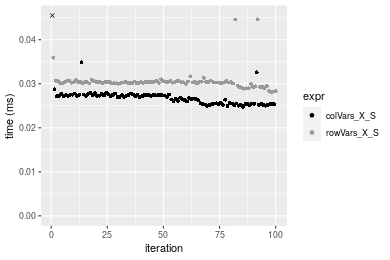 0.04
0.03
0.02
0.01
0.00
time (ms)
0
25
50
75
100
iteration
expr
colVars_X_S
rowVars_X_S